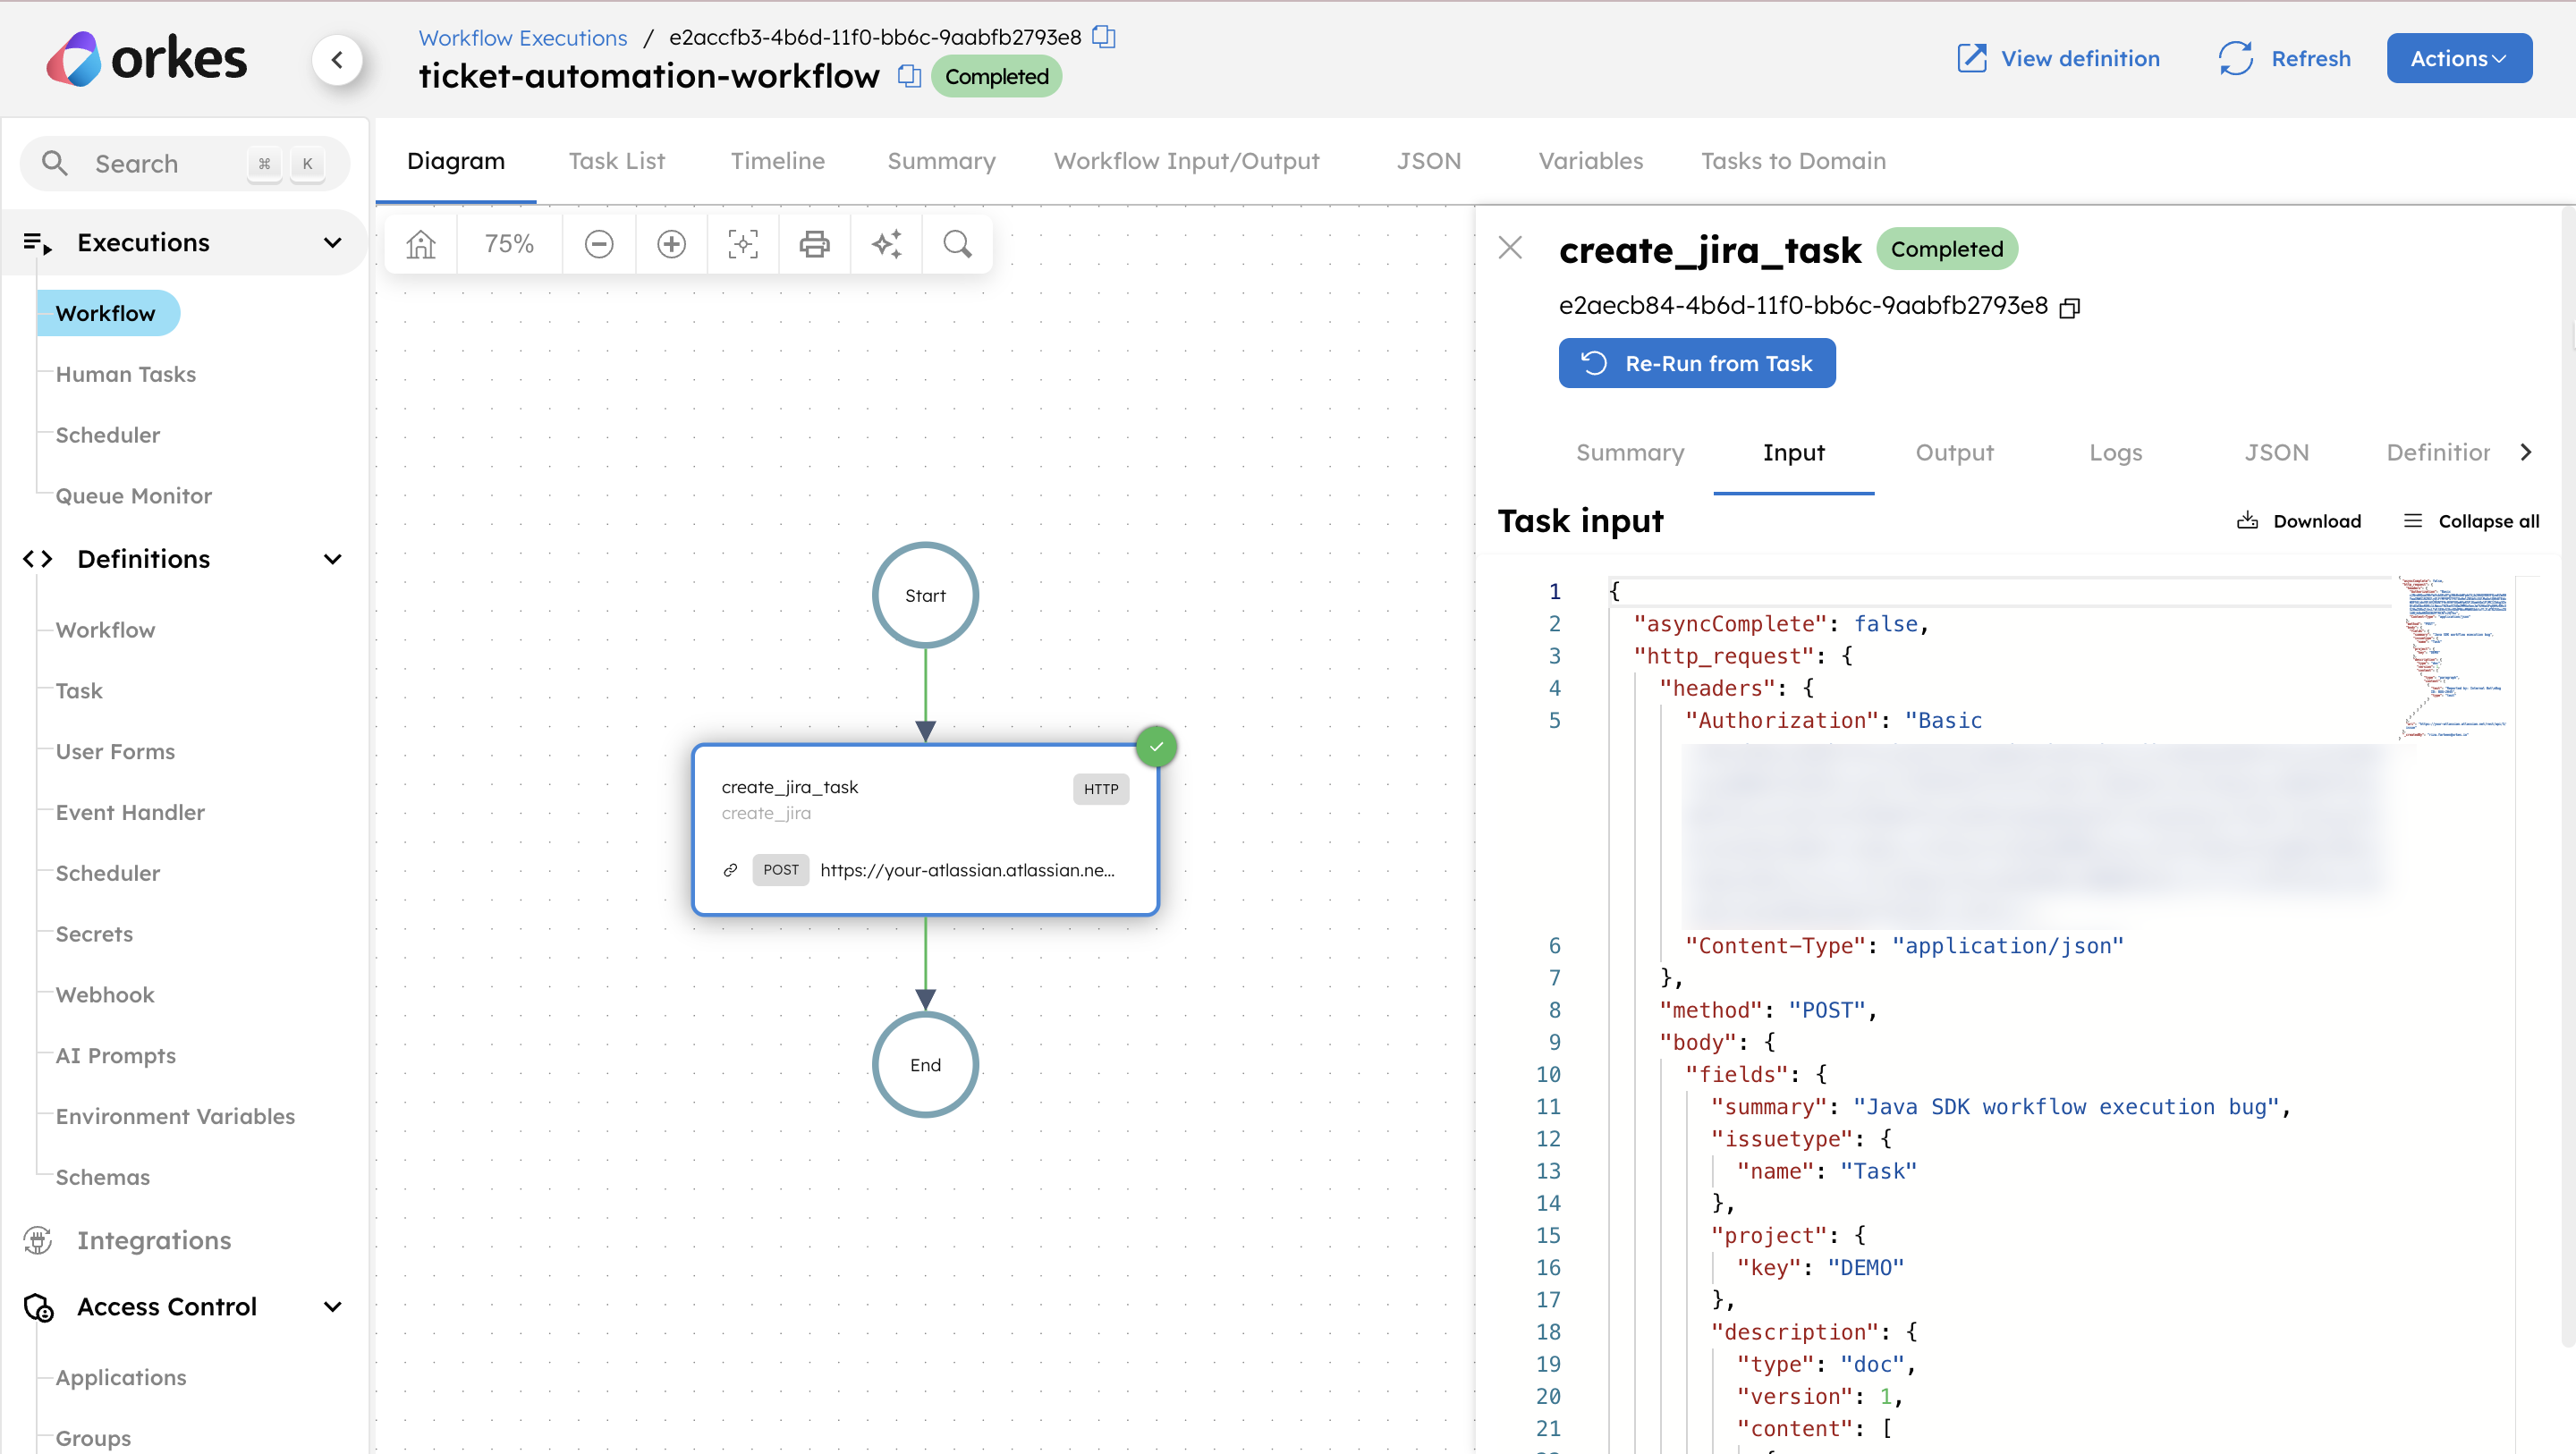 orkes
Workflow Executions / e2accfb3-4b6d-11f0-bb6c-9aabfb2793e8
ticket-automation-workflow Completed
View definition
Refresh
Actions
Search ⌘ K
Executions
Workflow
Human Tasks
Scheduler
Queue Monitor
Definitions
Workflow
Task
User Forms
Event Handler
Scheduler
Secrets
Webhook
AI Prompts
Environment Variables
Schemas
Integrations
Access Control
Applications
Groups
Diagram Task List Timeline Summary Workflow Input/Output JSON Variables Tasks to Domain
75%
Start
create_jira_task HTTP
create_jira
POST https://your-atlassian.atlassian.ne...
End
create_jira_task Completed
e2aecb84-4b6d-11f0-bb6c-9aabfb2793e8
Re-Run from Task
Summary Input Output Logs JSON Definition
Task input Download Collapse all
1 {
2 "asyncComplete": false,
3 "http_request": {
4 "headers": {
5 "Authorization": "Basic
6 "Content-Type": "application/json"
7 },
8 "method": "POST",
9 "body": {
10 "fields": {
11 "summary": "Java SDK workflow execution bug",
12 "issuetype": {
13 "name": "Task"
14 },
15 "project": {
16 "key": "DEMO"
17 },
18 "description": {
19 "type": "doc",
20 "version": 1,
21 "content": [